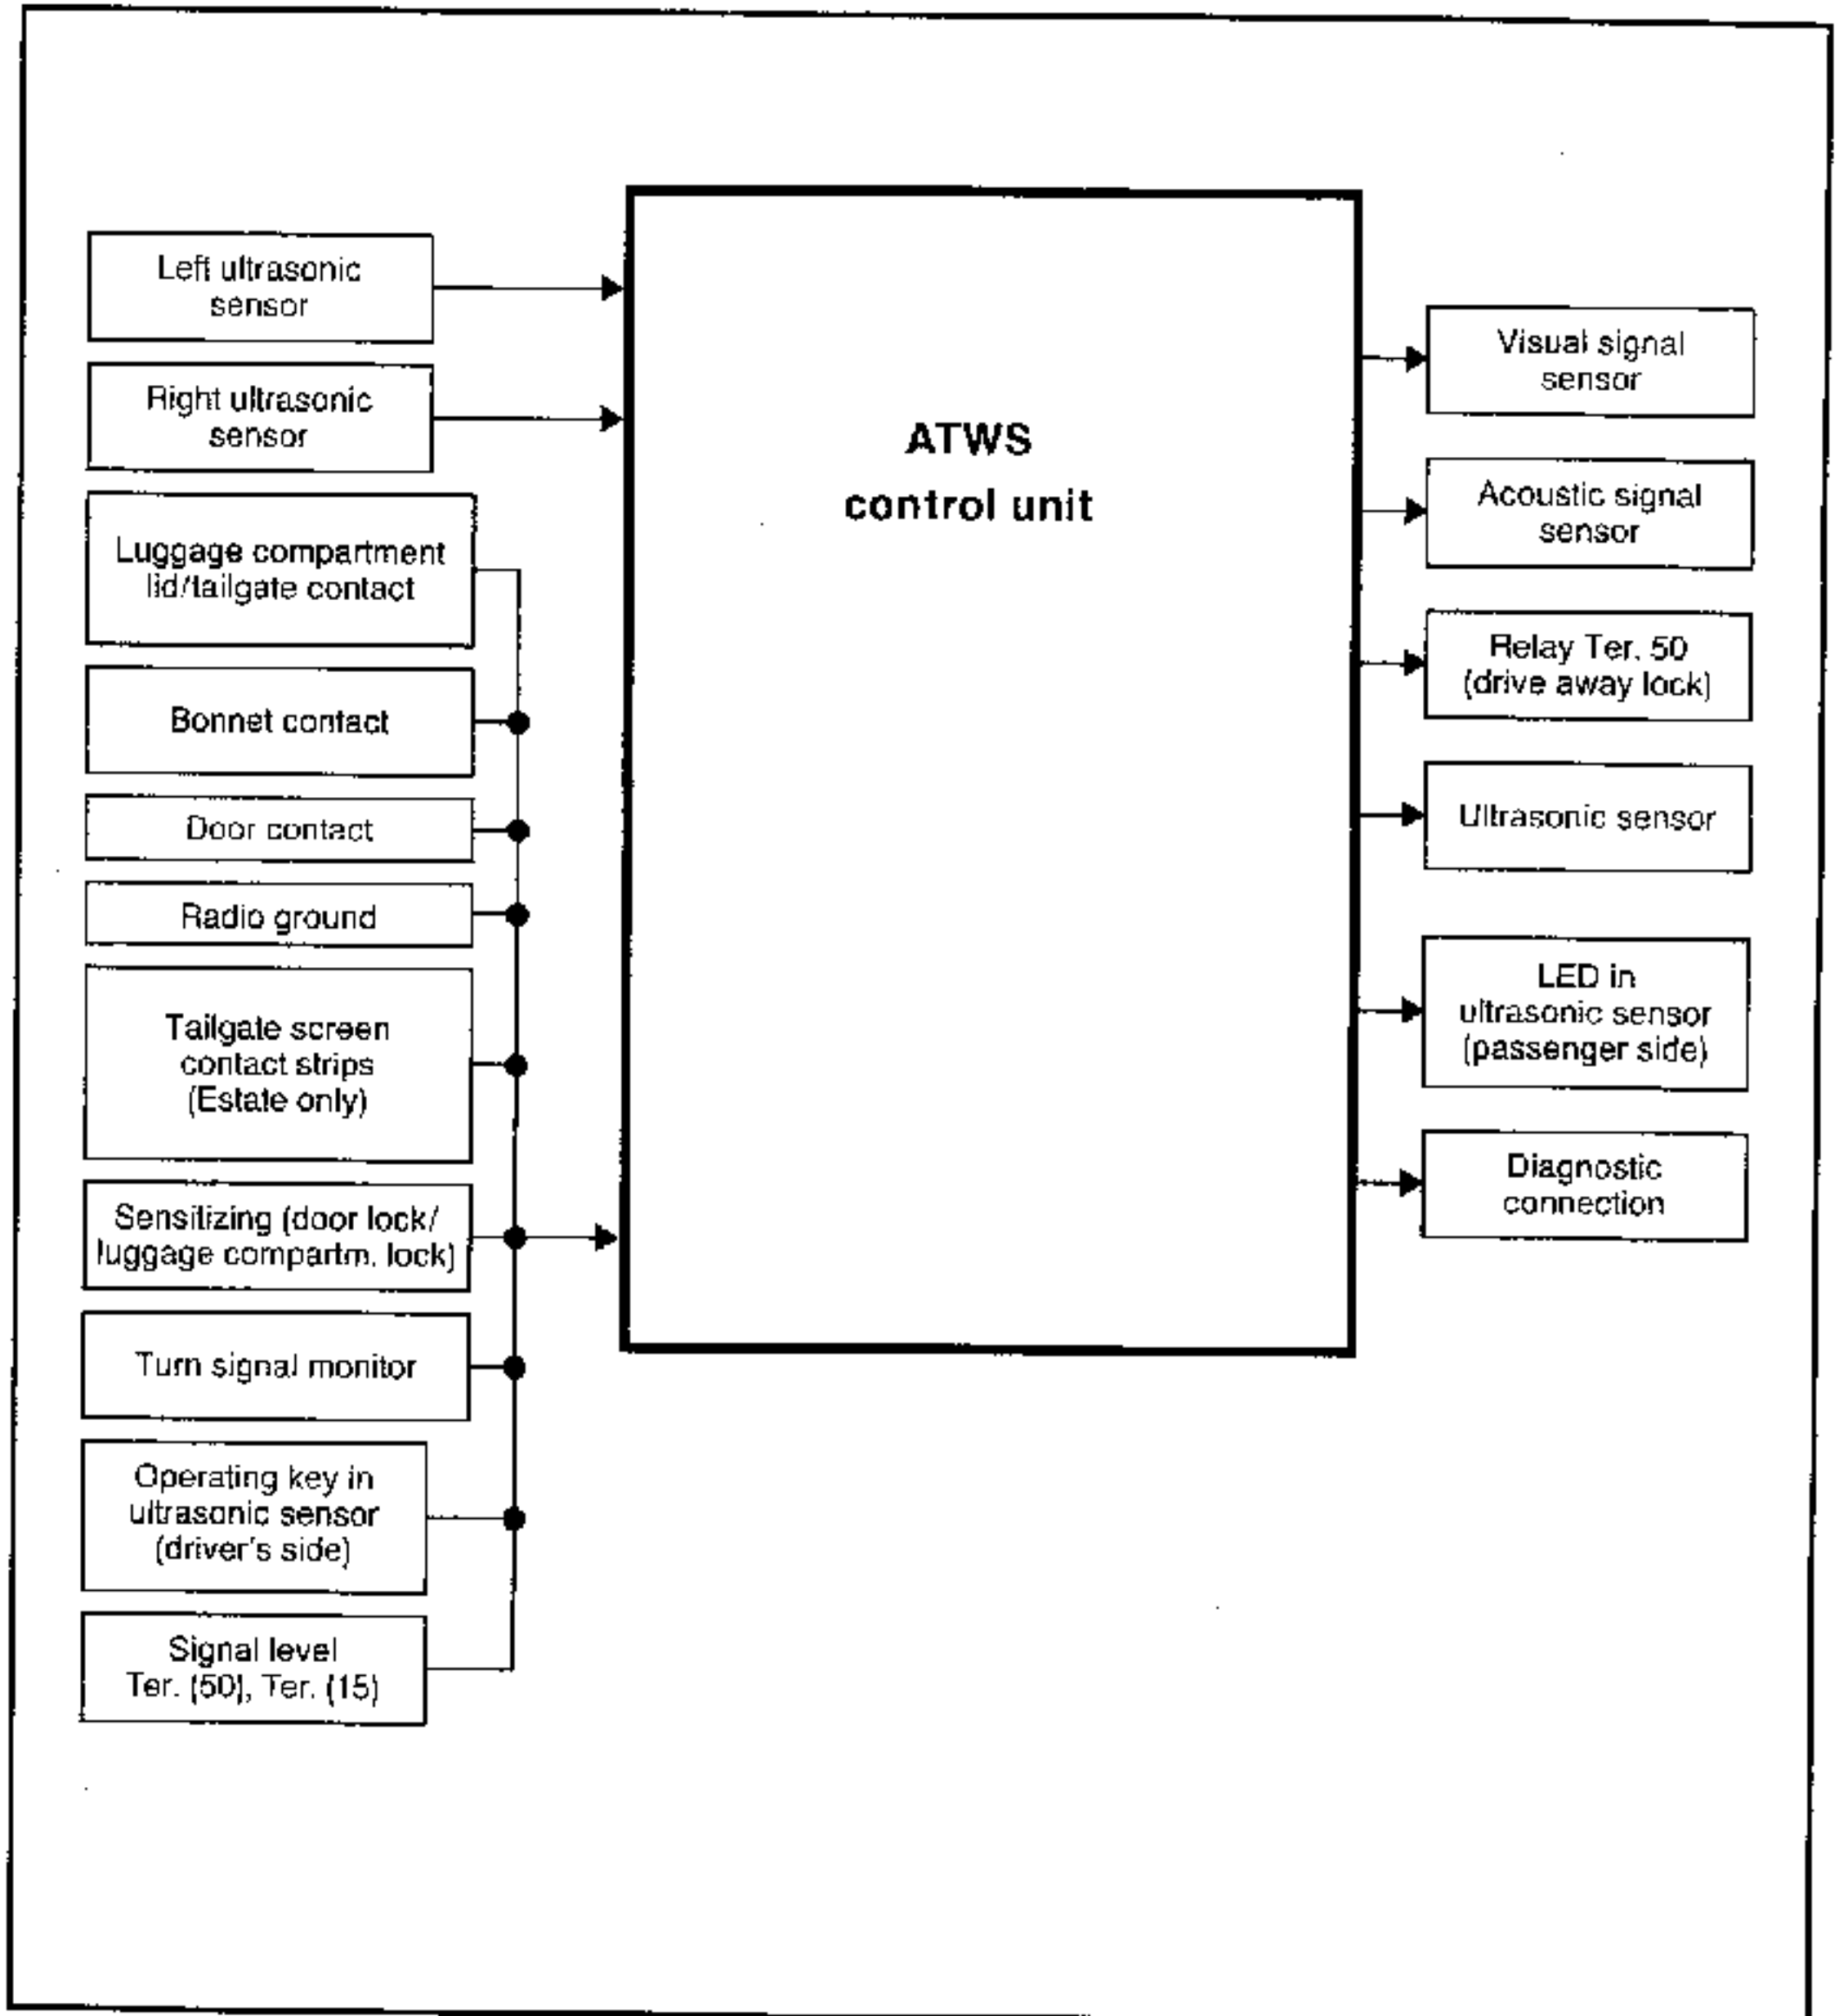 Left ultrasonic
sensor
Right ultrasonic
sensor
Luggage compartment
lid/tailgate contact
Bonnet contact
Door contact
Radio ground
Tailgate screen
contact strips
(Estate only)
Sensitizing (door lock/
luggage compartm. lock)
Turn signal monitor
Operating key in
ultrasonic sensor
(driver's side)
Signal level
Ter. (50), Ter. (15)
ATWS
control unit
Visual signal
sensor
Acoustic signal
sensor
Relay Ter. 50
(drive away lock)
Ultrasonic sensor
LED in
ultrasonic sensor
(passenger side)
Diagnostic
connection